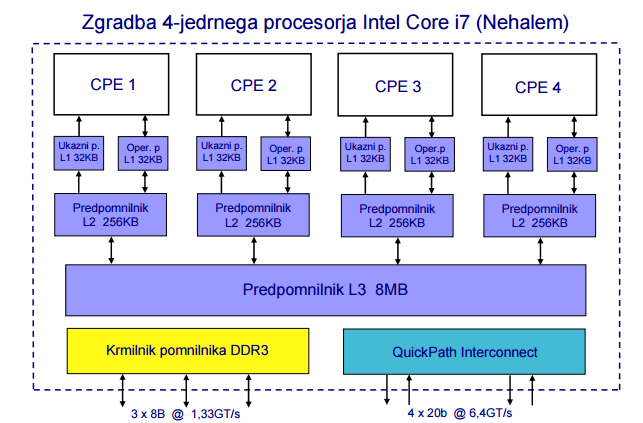 Zgradba 4-jedrnega procesorja Intel Core i7 (Nehalem)
CPE 1
CPE 2
CPE 3
CPE 4
Ukazni p.
L1 32KB
Oper. p
L1 32KB
Ukazni p.
L1 32KB
Oper. p
L1 32KB
Ukazni p.
L1 32KB
Oper. p
L1 32KB
Ukazni p.
L1 32KB
Oper. p
L1 32KB
Predpomnilnik
L2 256KB
Predpomnilnik
L2 256KB
Predpomnilnik
L2 256KB
Predpomnilnik
L2 256KB
Predpomnilnik L3 8MB
Krmilnik pomnilnika DDR3
QuickPath Interconnect
3 x 8B @ 1,33GT/s
4 x 20b @ 6,4GT/s